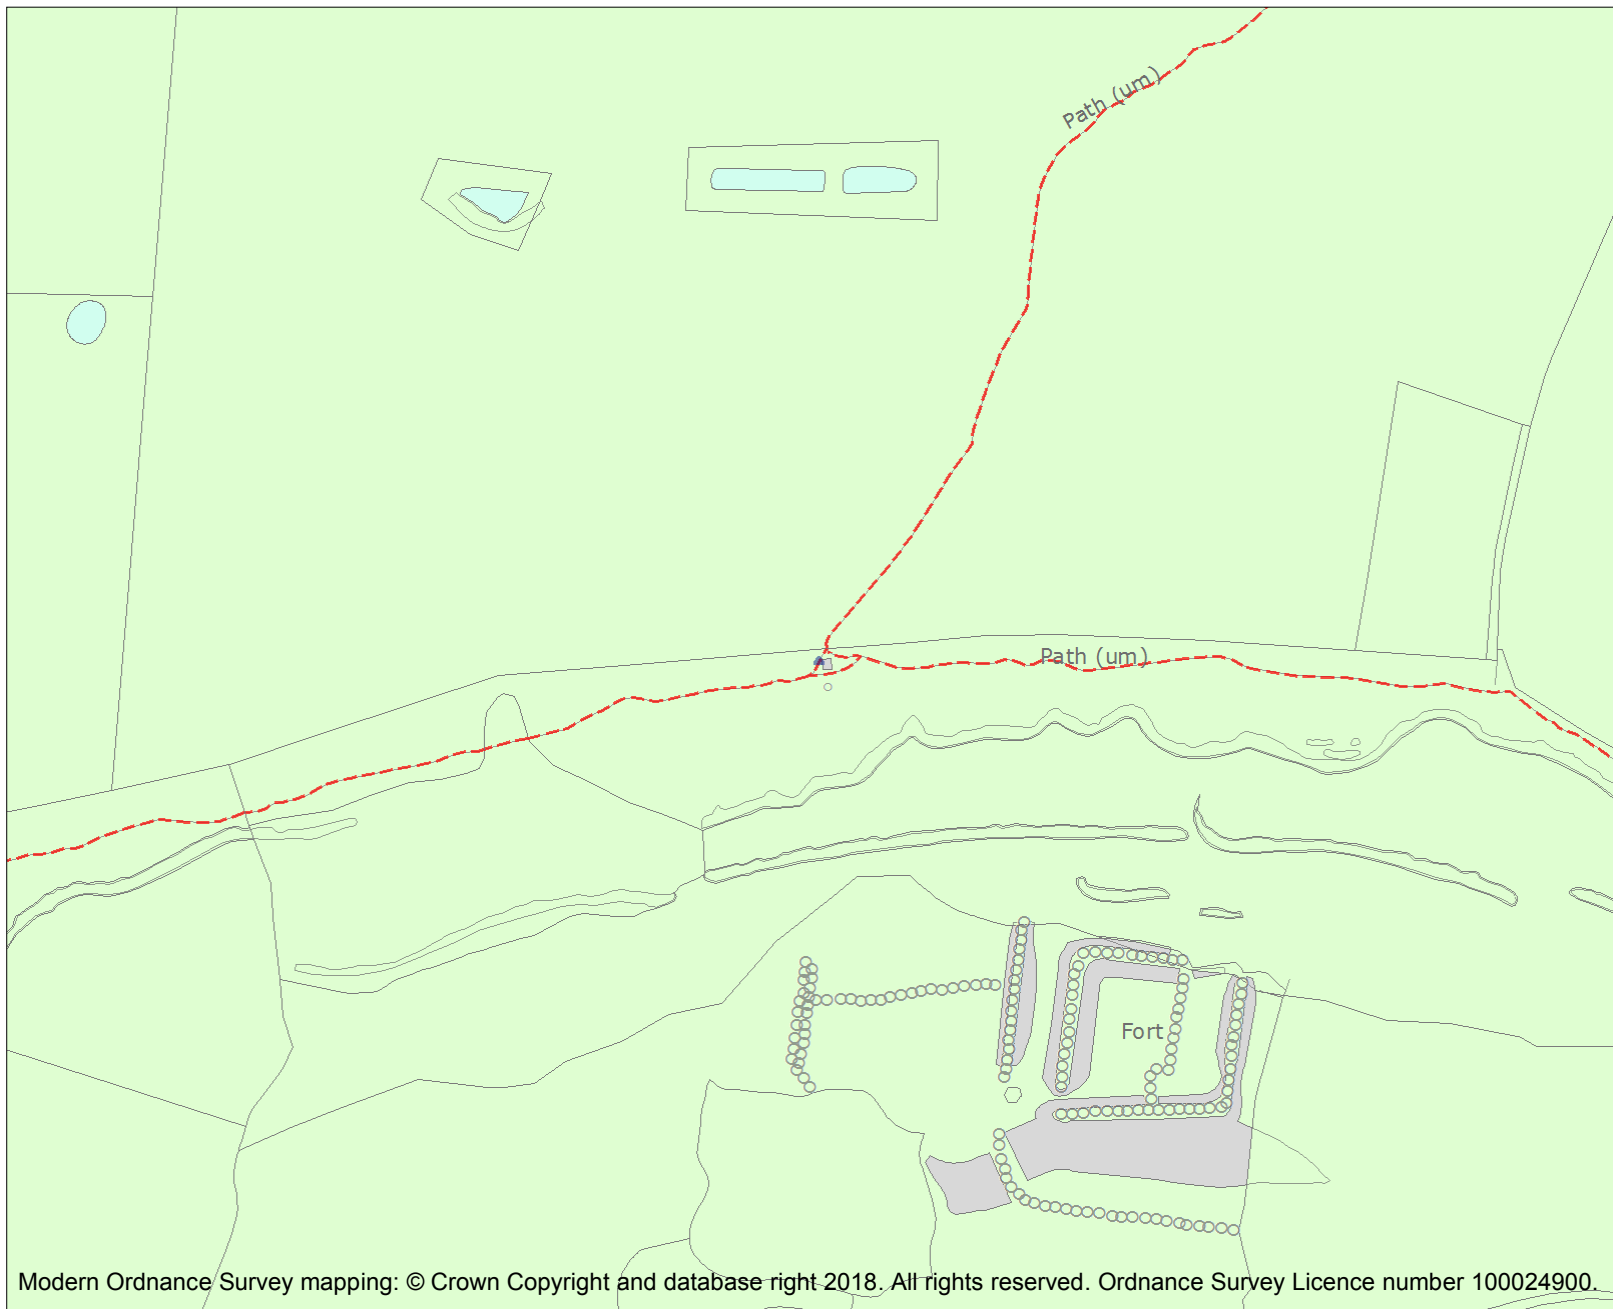 Path (um)
Path (um)
Fort
Modern Ordnance Survey mapping: © Crown Copyright and database right 2018. All rights reserved. Ordnance Survey Licence number 100024900.